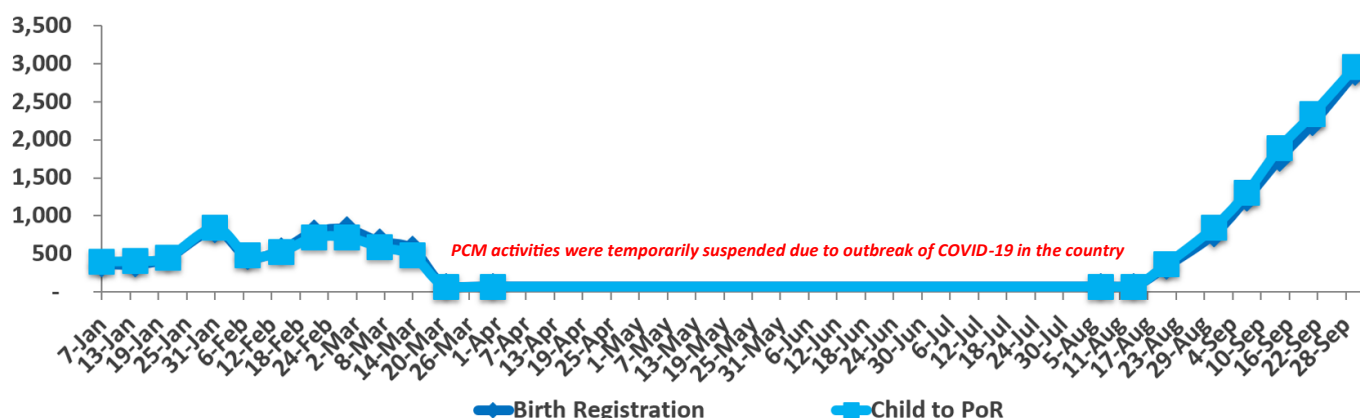 3,500
3,000
2,500
2,000
1,500
1,000
500
-
PCM activities were temporarily suspended due to outbreak of COVID-19 in the country
7-Jan
13-Jan
19-Jan
25-Jan
31-Jan
6-Feb
12-Feb
18-Feb
24-Feb
2-Mar
8-Mar
14-Mar
20-Mar
26-Mar
1-Apr
7-Apr
13-Apr
19-Apr
25-Apr
1-May
7-May
13-May
19-May
25-May
31-May
6-Jun
12-Jun
18-Jun
24-Jun
30-Jun
6-Jul
12-Jul
18-Jul
24-Jul
30-Jul
5-Aug
11-Aug
17-Aug
23-Aug
29-Aug
4-Sep
10-Sep
16-Sep
22-Sep
28-Sep
Birth Registration
Child to PoR